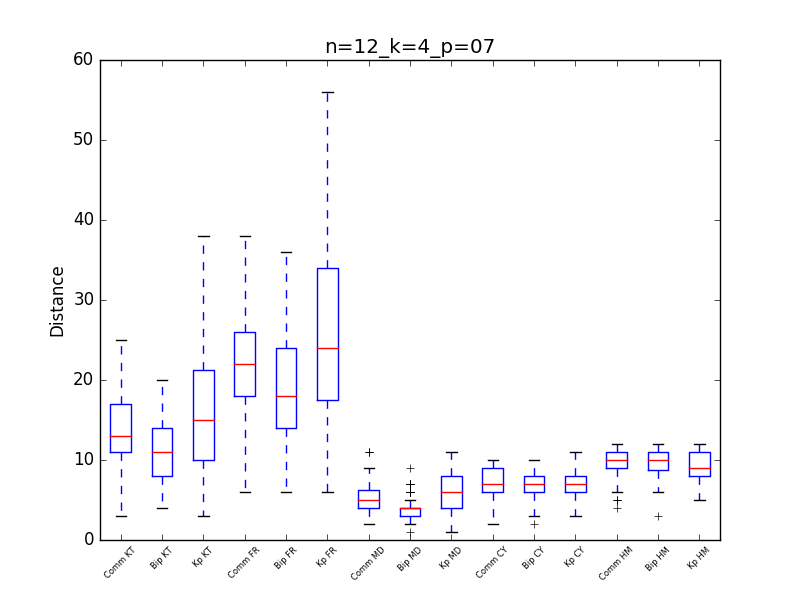 n=12_k=4_p=07
60
50
40
30
20
10
0
Distance
Comm KT
Bip KT
Kp KT
Comm FR
Bip FR
Kp FR
Comm MD
Bip MD
Kp MD
Comm CY
Bip CY
Kp CY
Comm HM
Bip HM
Kp HM